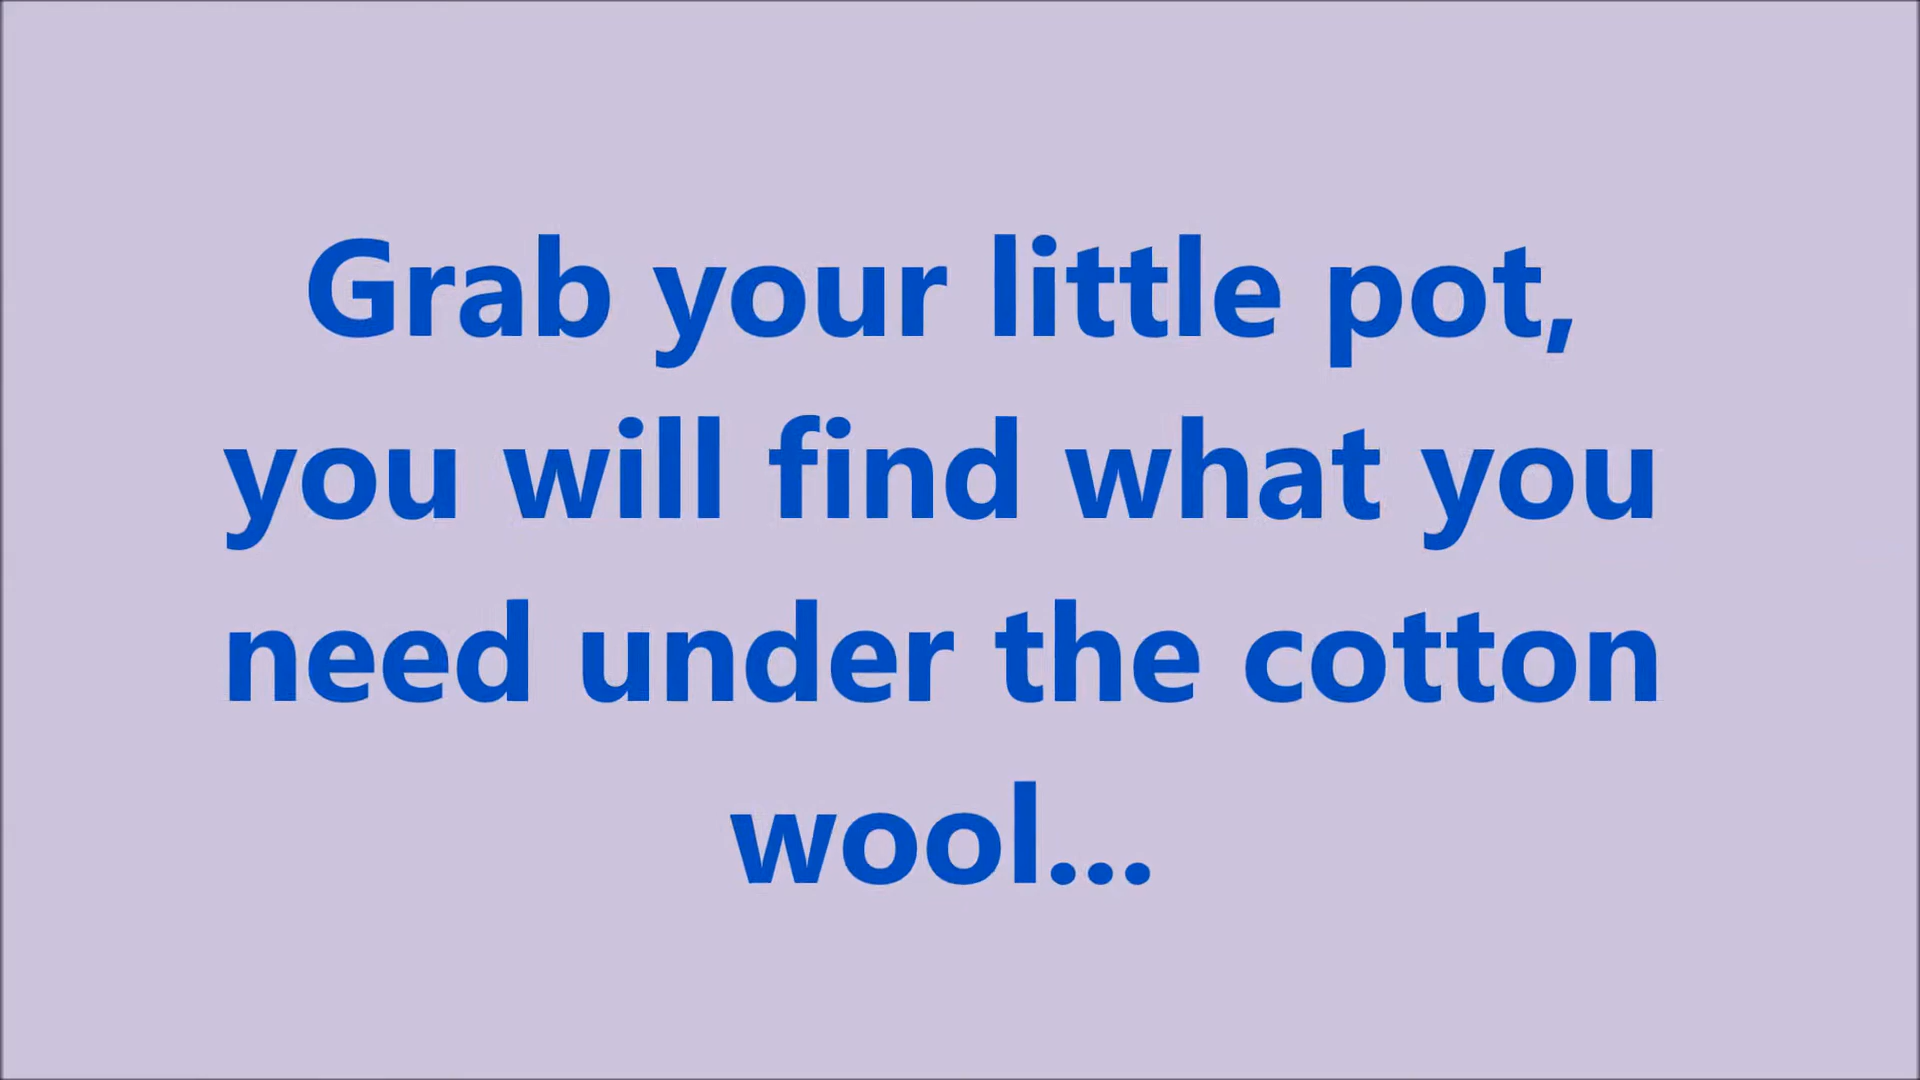 Grab your little pot,
you will find what you
need under the cotton
wool...